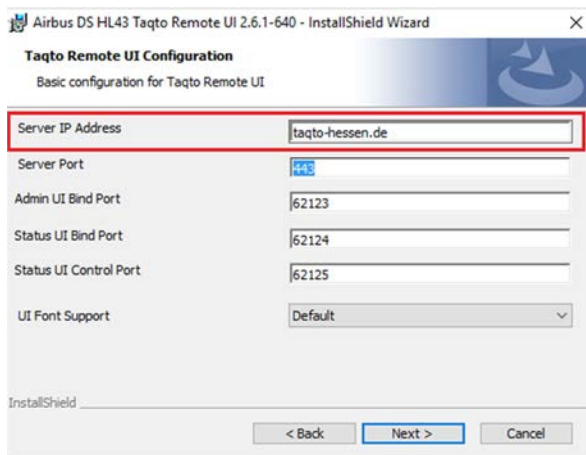 Airbus DS HL43 Taqto Remote UI 2.6.1-640 - InstallShield Wizard
Taqto Remote UI Configuration
Basic configuration for Taqto Remote UI
Server IP Address taqto-hessen.de
Server Port 443
Admin UI Bind Port 62123
Status UI Bind Port 62124
Status UI Control Port 62125
UI Font Support Default
InstallShield
< Back Next > Cancel